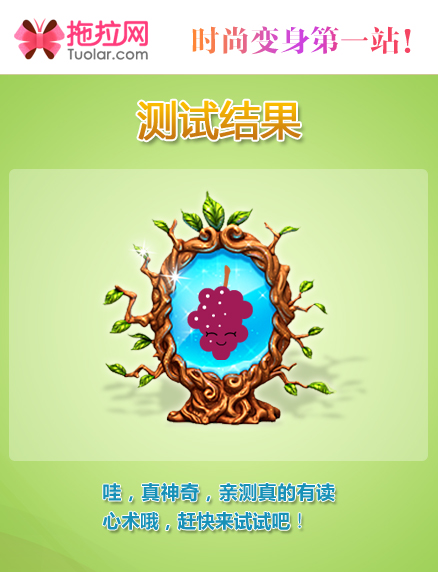 拖拉网
Tuolar.com
时尚变身第一站!
测试结果
哇，真神奇，亲测真的有读
心术哦，赶快来试试吧！